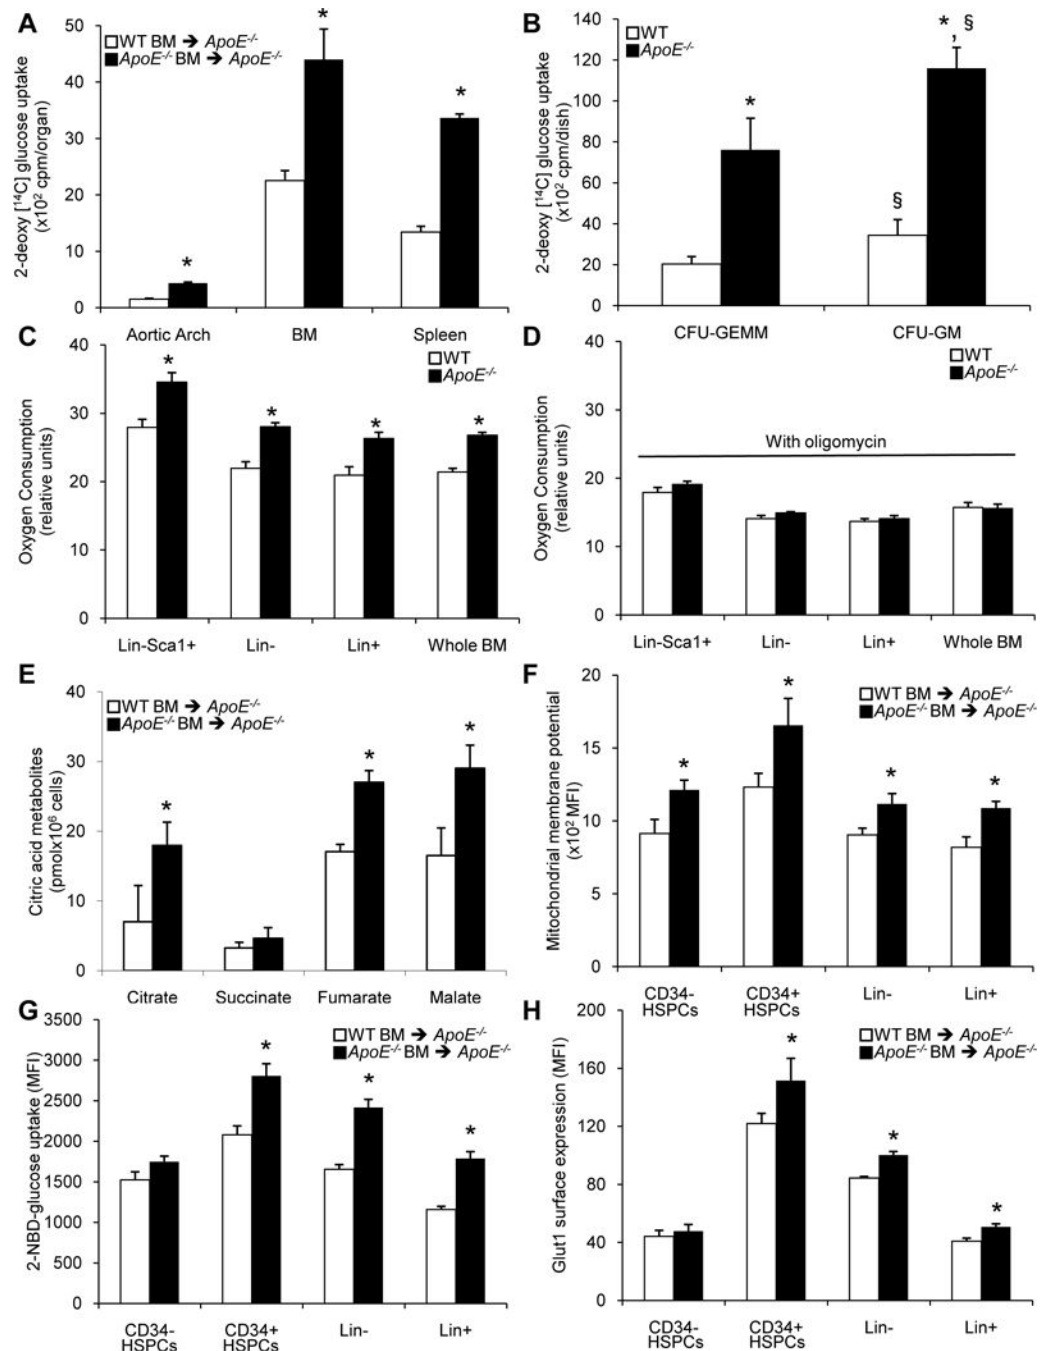 A
50
40
30
20
10
0
2-deoxy [¹⁴C] glucose uptake
(x10² cpm/organ)
WT BM ➔ ApoE⁻/⁻
ApoE⁻/⁻ BM ➔ ApoE⁻/⁻
*
*
*
Aortic Arch BM Spleen
B
140
120
100
80
60
40
20
0
2-deoxy [¹⁴C] glucose uptake
(x10² cpm/dish)
WT
ApoE⁻/⁻
*
§
*, §
CFU-GEMM CFU-GM
C
40
30
20
10
0
Oxygen Consumption
(relative units)
WT
ApoE⁻/⁻
*
*
*
*
Lin-Sca1+ Lin- Lin+ Whole BM
D
40
30
20
10
0
Oxygen Consumption
(relative units)
WT
ApoE⁻/⁻
With oligomycin
Lin-Sca1+ Lin- Lin+ Whole BM
E
40
30
20
10
0
Citric acid metabolites
(pmolx10⁶ cells)
WT BM ➔ ApoE⁻/⁻
ApoE⁻/⁻ BM ➔ ApoE⁻/⁻
*
*
*
Citrate Succinate Fumarate Malate
F
20
15
10
5
0
Mitochondrial membrane potential
(x10² MFI)
WT BM ➔ ApoE⁻/⁻
ApoE⁻/⁻ BM ➔ ApoE⁻/⁻
*
*
*
*
CD34- CD34+ Lin- Lin+
HSPCs HSPCs
G
3500
3000
2500
2000
1500
1000
500
0
2-NBD-glucose uptake (MFI)
WT BM ➔ ApoE⁻/⁻
ApoE⁻/⁻ BM ➔ ApoE⁻/⁻
*
*
*
CD34- CD34+ Lin- Lin+
HSPCs HSPCs
H
200
160
120
80
40
0
Glut1 surface expression (MFI)
WT BM ➔ ApoE⁻/⁻
ApoE⁻/⁻ BM ➔ ApoE⁻/⁻
*
*
*
CD34- CD34+ Lin- Lin+
HSPCs HSPCs